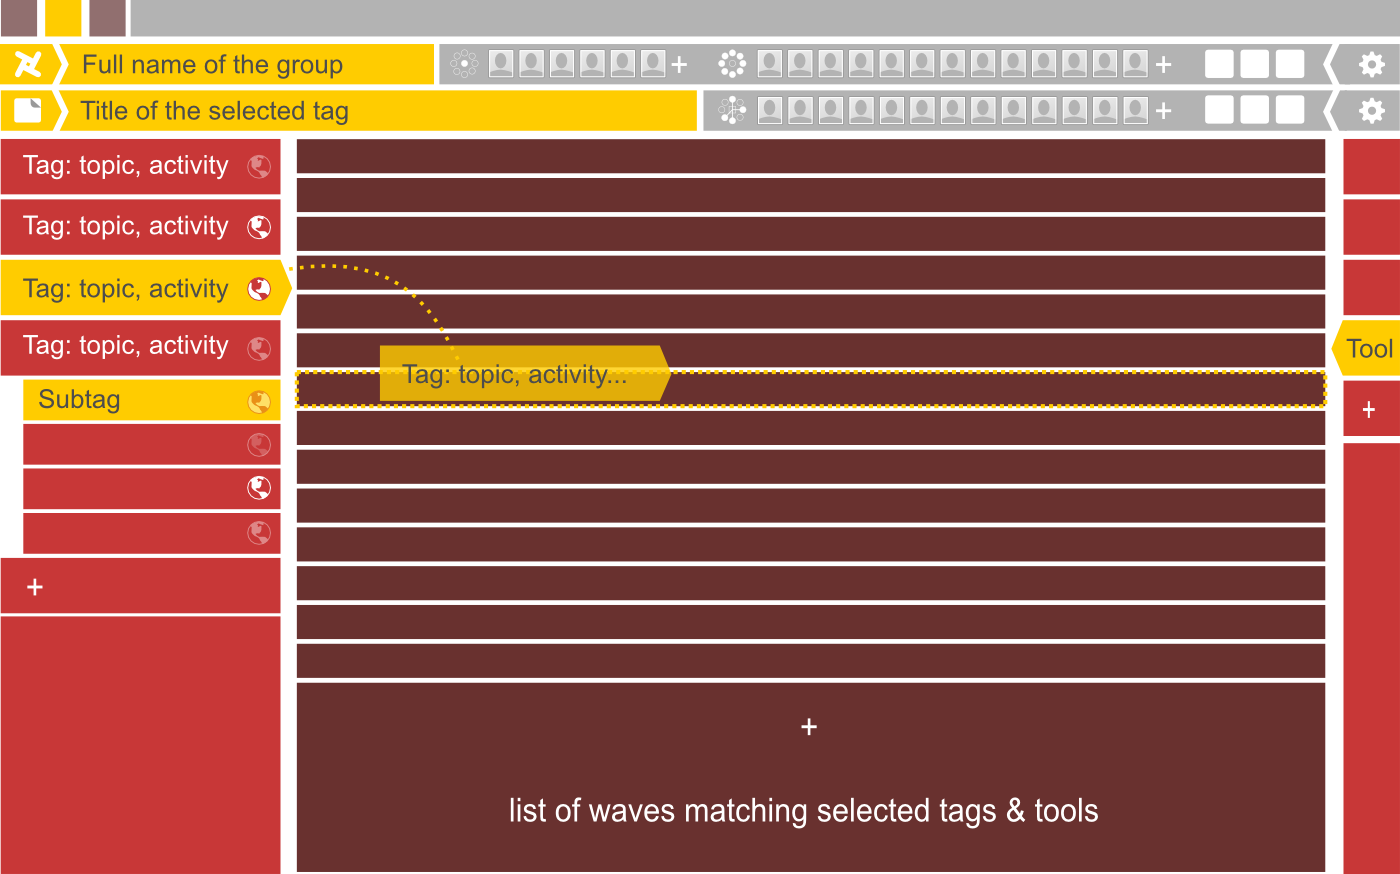 Full name of the group
+
+
Title of the selected tag
+
Tag: topic, activity
Tag: topic, activity
Tag: topic, activity
Tag: topic, activity
Tool
Tag: topic, activity...
Subtag
+
+
+
list of waves matching selected tags & tools